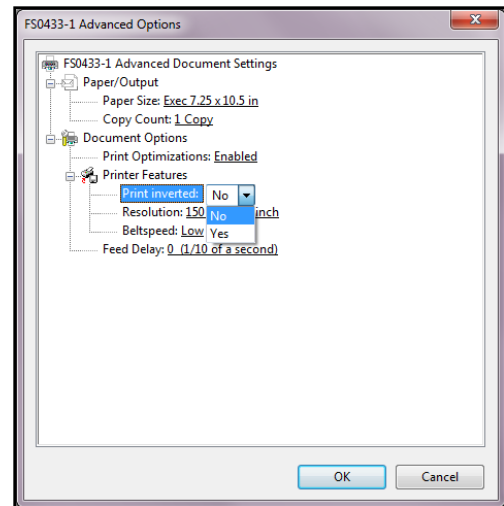 FS0433-1 Advanced Options
FS0433-1 Advanced Document Settings
Paper/Output
Paper Size: Exec 7.25 x 10.5 in
Copy Count: 1 Copy
Document Options
Print Optimizations: Enabled
Printer Features
Print inverted: No
Resolution: 150 inch
No
Yes
Beltspeed: Low
Feed Delay: 0 (1/10 of a second)
OK Cancel